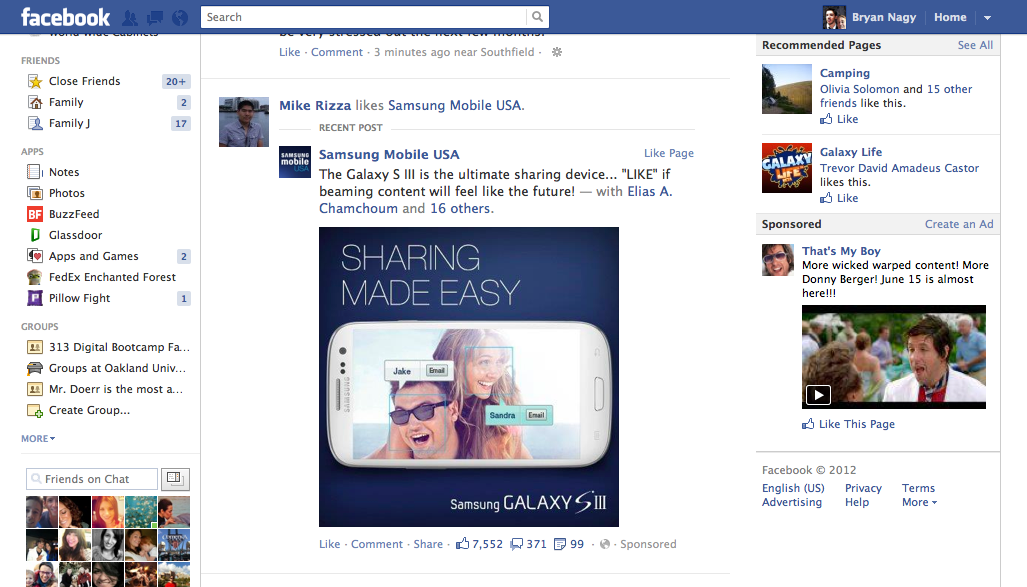 facebook
Search
Bryan Nagy
Home
World Wide Cabinets
FRIENDS
Close Friends 20+
Family 2
Family J 17
APPS
Notes
Photos
BF BuzzFeed
Glassdoor
Apps and Games 2
FedEx Enchanted Forest
Pillow Fight 1
GROUPS
313 Digital Bootcamp Fa...
Groups at Oakland Univ...
Mr. Doerr is the most a...
Create Group...
MORE
Friends on Chat
be very stressed out the next few months.
Like · Comment · 3 minutes ago near Southfield ·
Mike Rizza likes Samsung Mobile USA.
RECENT POST
SAMSUNG
mobile
USA
Samsung Mobile USA
Like Page
The Galaxy S III is the ultimate sharing device... "LIKE" if
beaming content will feel like the future! — with Elias A.
Chamchoum and 16 others.
SHARING
MADE EASY
SAMSUNG
Jake Email
Sandra Email
Samsung GALAXY S III
Like · Comment · Share · 7,552 371 99 · Sponsored
Recommended Pages
See All
Camping
Olivia Solomon and 15 other
friends like this.
Like
GALAXY
LIFE
Galaxy Life
Trevor David Amadeus Castor
likes this.
Like
Sponsored
Create an Ad
That's My Boy
More wicked warped content! More
Donny Berger! June 15 is almost
here!!!
Like This Page
Facebook © 2012
English (US) Privacy Terms
Advertising Help More